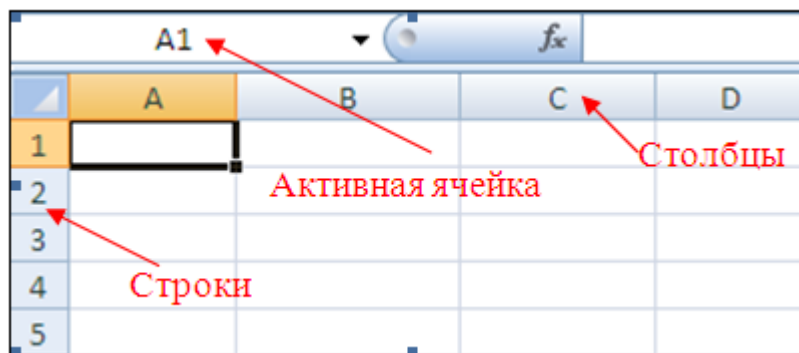 A1 fx
A B C D
1
Столбцы
2 Активная ячейка
3
4 Строки
5